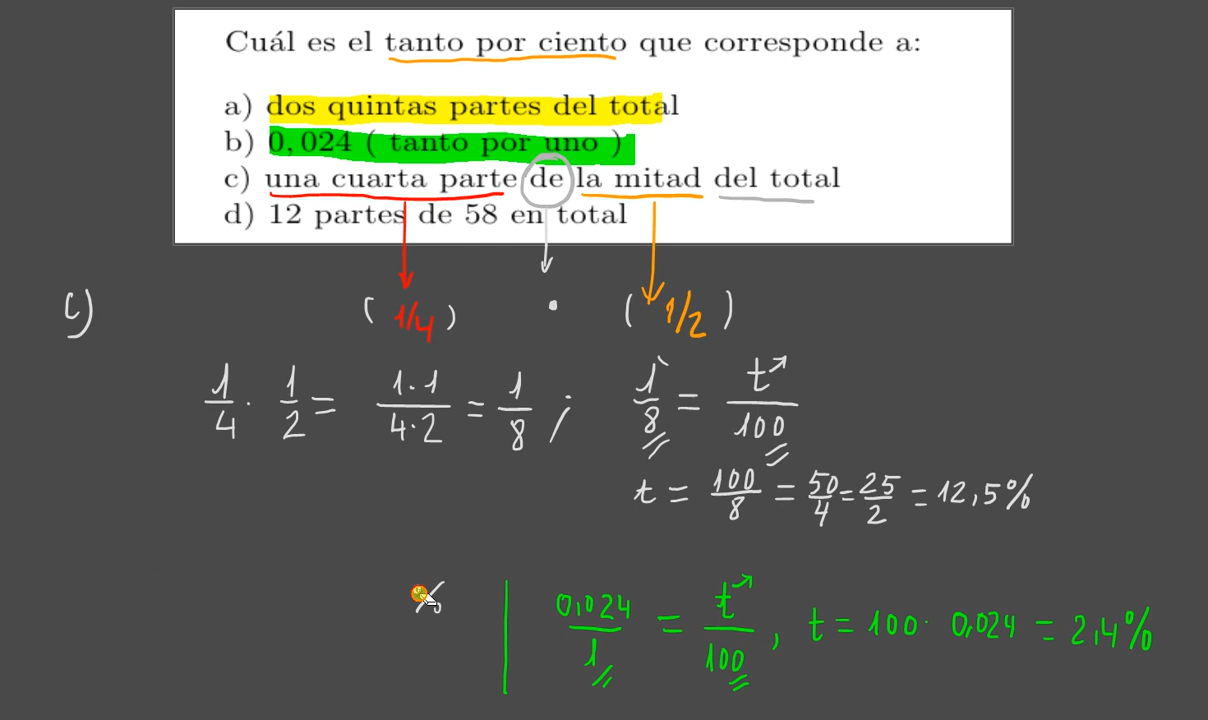 Cuál es el tanto por ciento que corresponde a:
a) dos quintas partes del total
b) 0,024 ( tanto por uno )
c) una cuarta parte de la mitad del total
d) 12 partes de 58 en total
c) ( 1/4 ) · ( 1/2 )
1/4 · 1/2 = 1·1/4·2 = 1/8 ; 1/8 = t/100
t = 100/8 = 50/4 = 25/2 = 12,5%
0,024/1 = t/100 , t = 100 · 0,024 = 2,4%